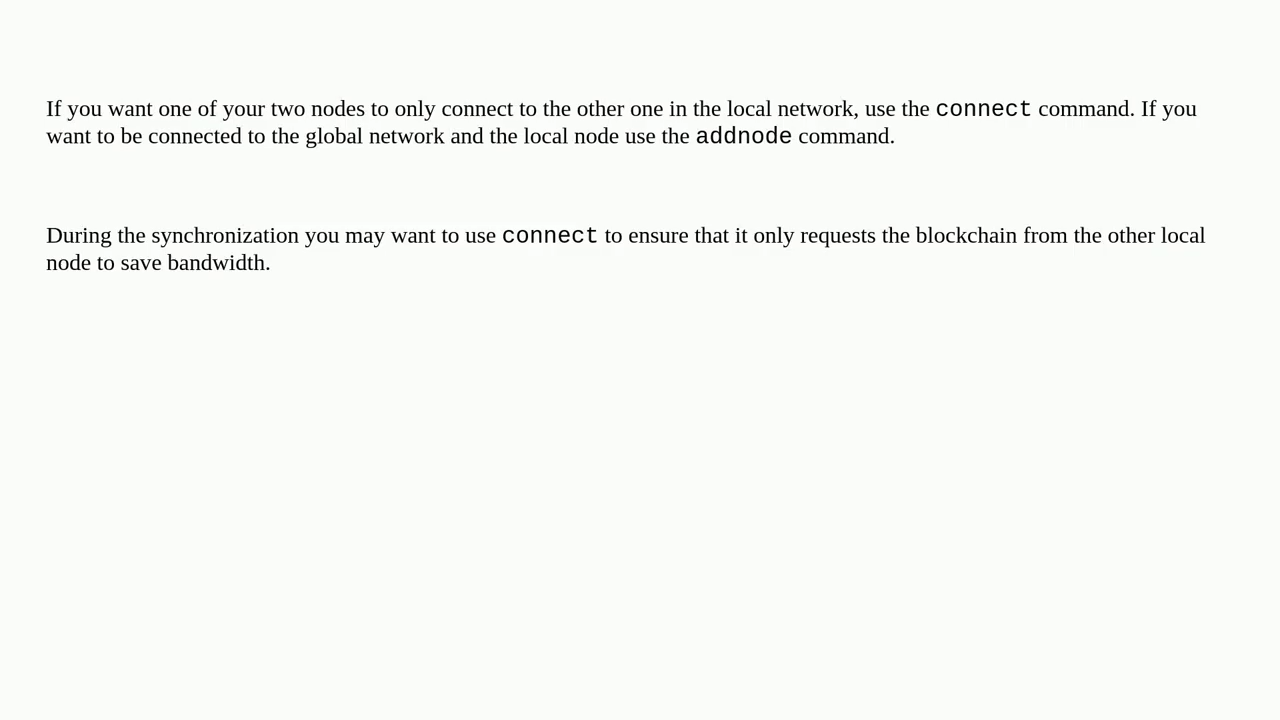 If you want one of your two nodes to only connect to the other one in the local network, use the connect command. If you
want to be connected to the global network and the local node use the addnode command.
During the synchronization you may want to use connect to ensure that it only requests the blockchain from the other local
node to save bandwidth.